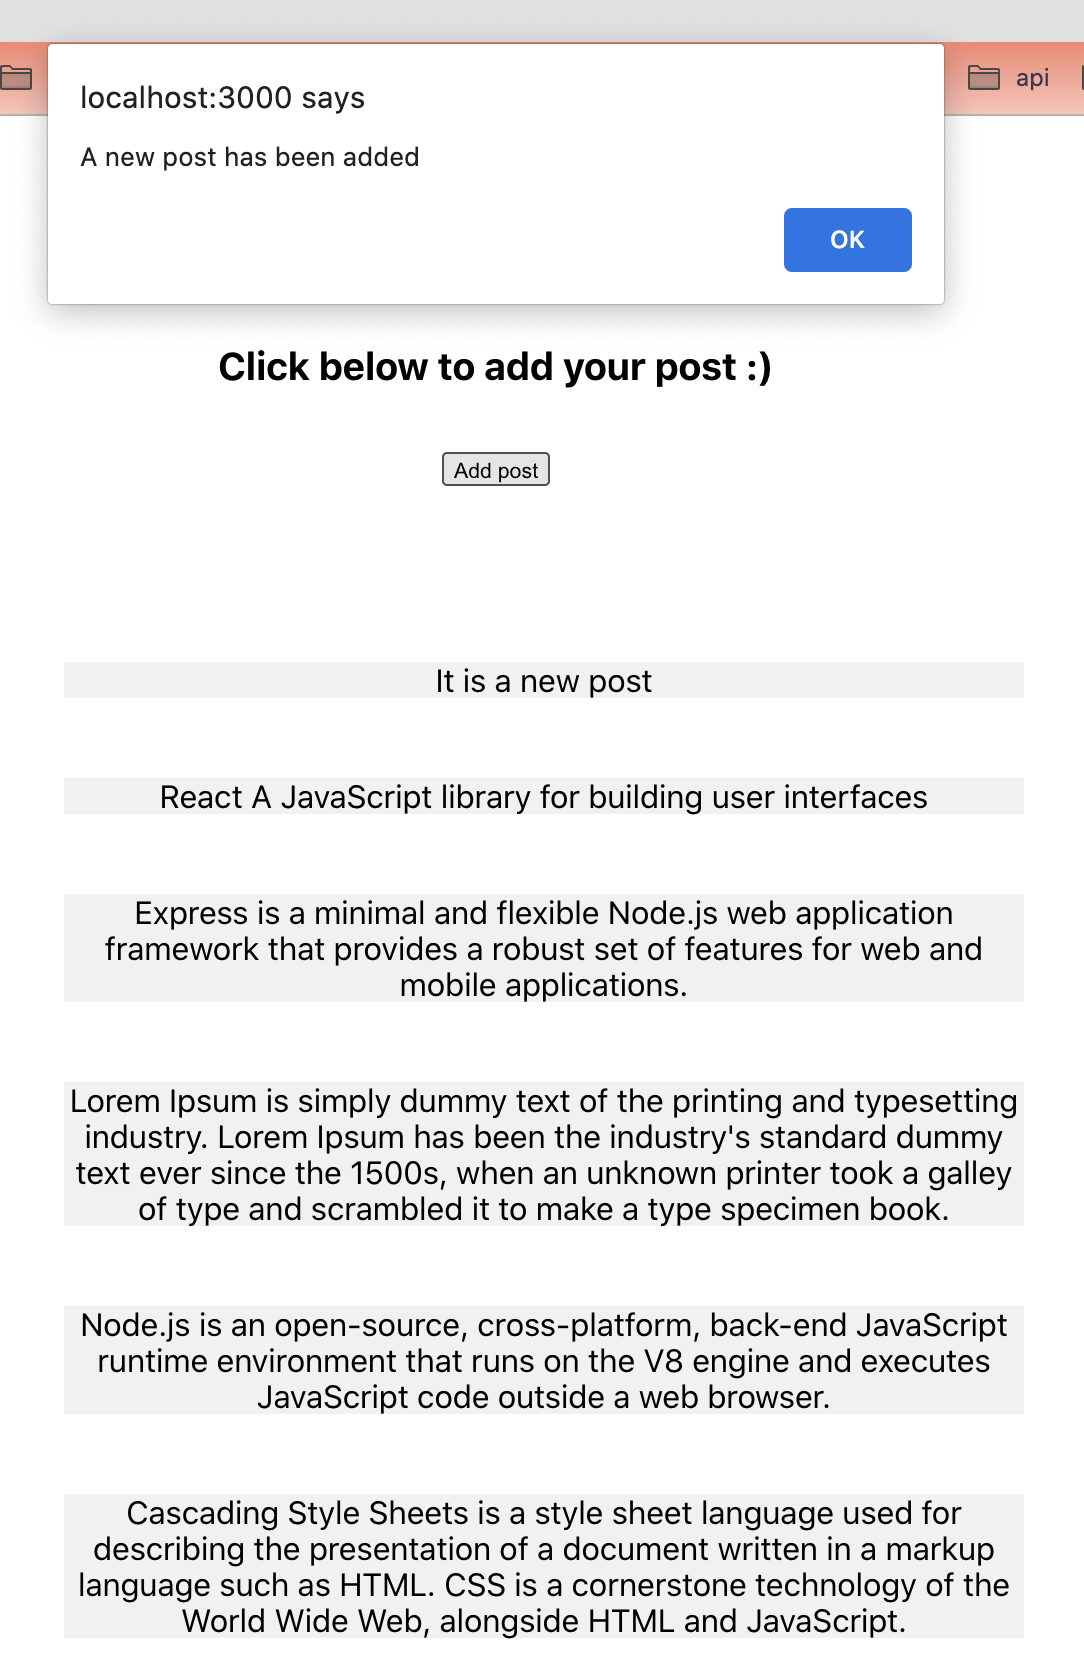 api
localhost:3000 says
A new post has been added
OK
Click below to add your post :)
Add post
It is a new post
React A JavaScript library for building user interfaces
Express is a minimal and flexible Node.js web application
framework that provides a robust set of features for web and
mobile applications.
Lorem Ipsum is simply dummy text of the printing and typesetting
industry. Lorem Ipsum has been the industry's standard dummy
text ever since the 1500s, when an unknown printer took a galley
of type and scrambled it to make a type specimen book.
Node.js is an open-source, cross-platform, back-end JavaScript
runtime environment that runs on the V8 engine and executes
JavaScript code outside a web browser.
Cascading Style Sheets is a style sheet language used for
describing the presentation of a document written in a markup
language such as HTML. CSS is a cornerstone technology of the
World Wide Web, alongside HTML and JavaScript.